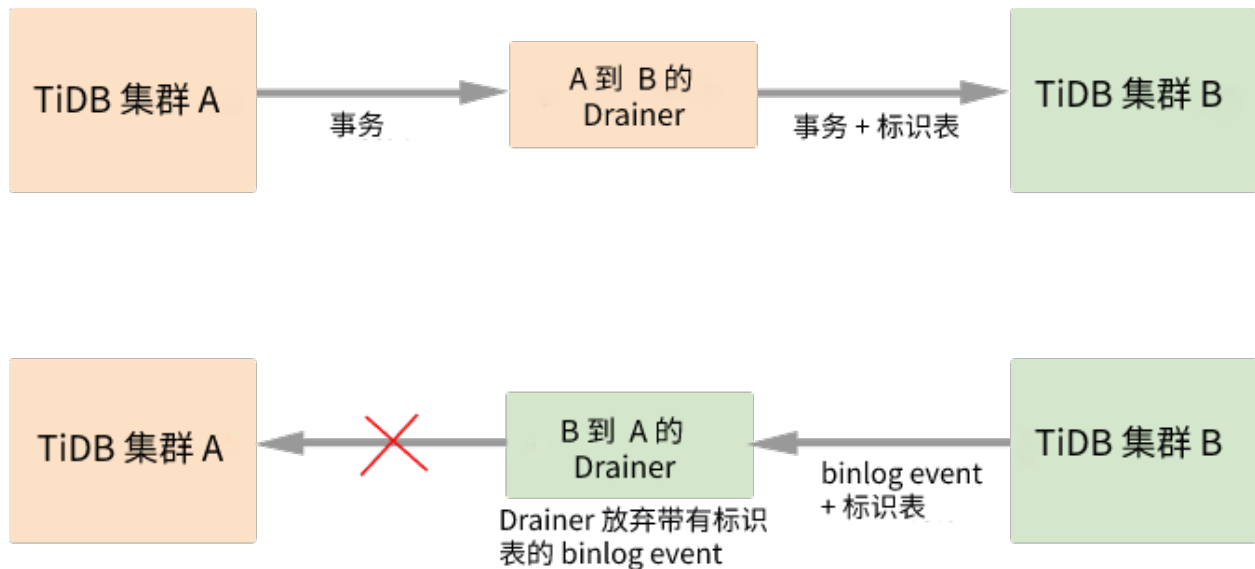 TiDB 集群 A
事务
A 到 B 的
Drainer
事务 + 标识表
TiDB 集群 B
TiDB 集群 A
B 到 A 的
Drainer
Drainer 放弃带有标识
表的 binlog event
binlog event
+ 标识表
TiDB 集群 B